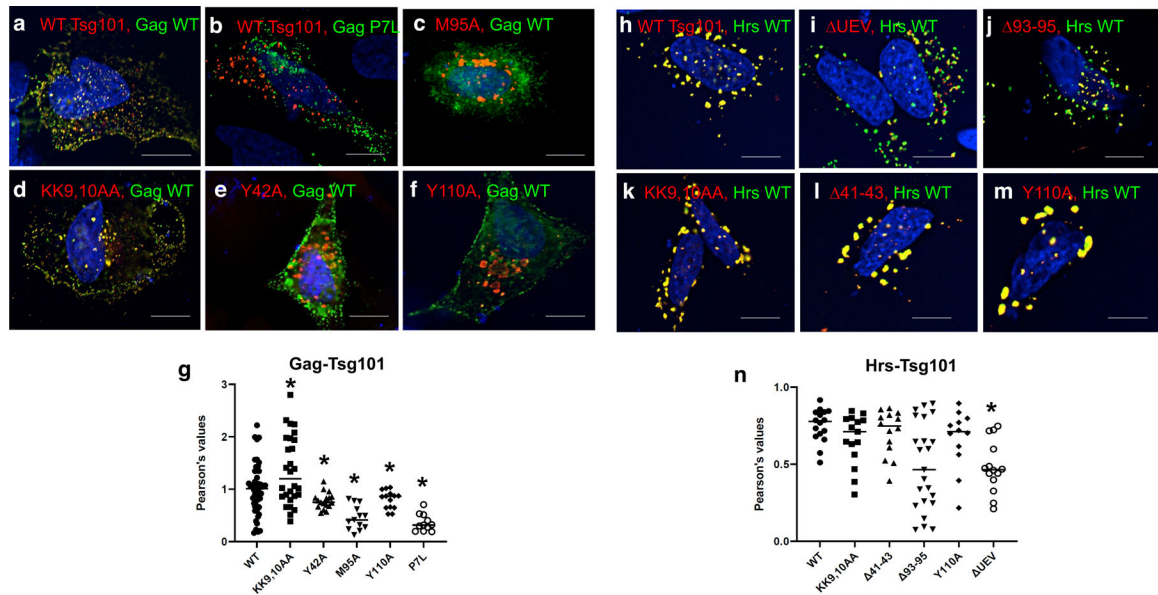 a WT Tsg101, Gag WT
b WT Tsg101, Gag P7L
c M95A, Gag WT
d KK9,10AA, Gag WT
e Y42A, Gag WT
f Y110A, Gag WT
h WT Tsg101, Hrs WT
i ΔUEV, Hrs WT
j Δ93-95, Hrs WT
k KK9,10AA, Hrs WT
l Δ41-43, Hrs WT
m Y110A, Hrs WT
g Gag-Tsg101
Pearson's values
3
2
1
0
* * * * *
WT KK9,10AA Y42A M95A Y110A P7L
n Hrs-Tsg101
Pearson's values
1.0
0.5
0.0
*
WT KK9,10AA Δ41-43 Δ93-95 Y110A ΔUEV